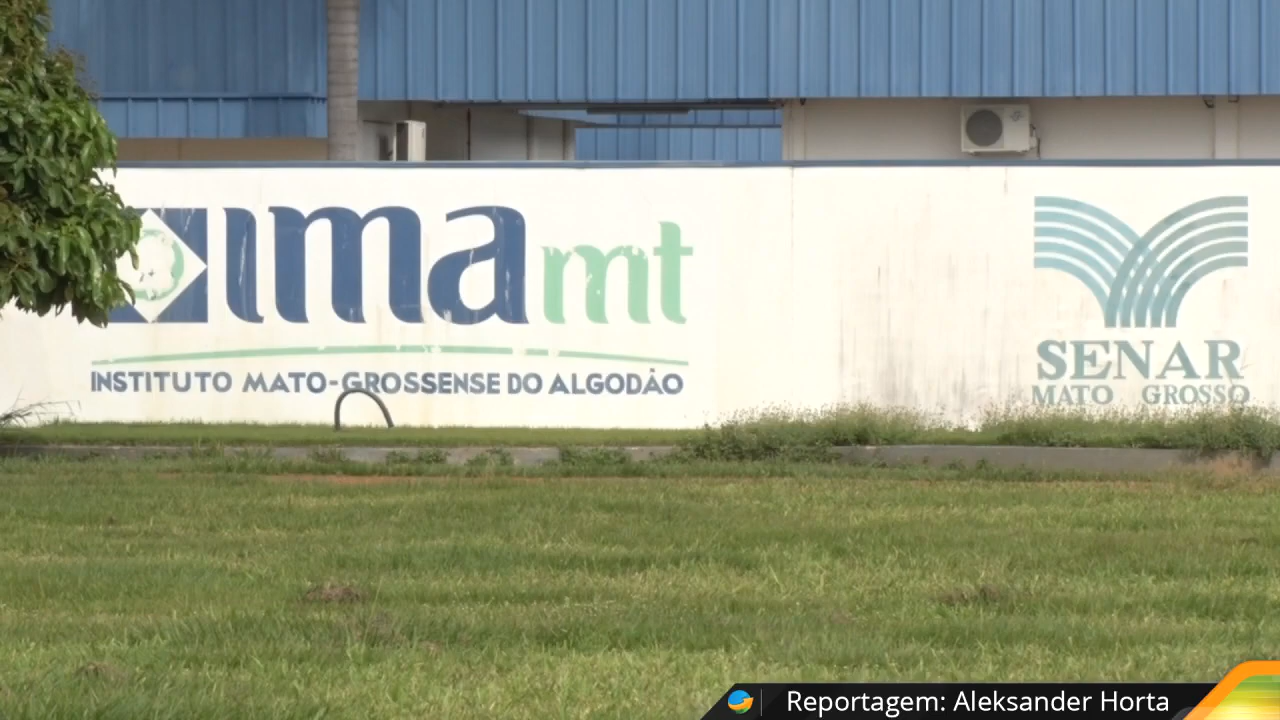 IMAmt
INSTITUTO MATO-GROSSENSE DO ALGODÃO
SENAR
MATO GROSSO
Reportagem: Aleksander Horta